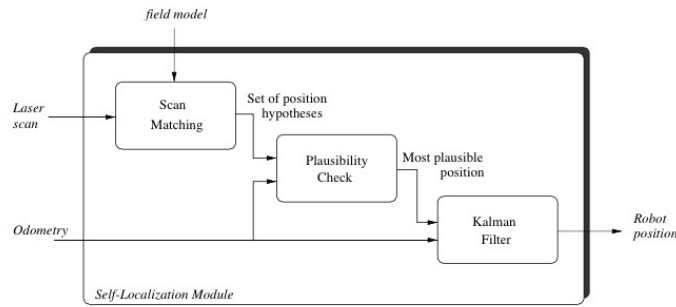 field model
Laser
scan
Scan
Matching
Set of position
hypotheses
Plausibility
Check
Most plausible
position
Odometry
Kalman
Filter
Robot
position
Self-Localization Module